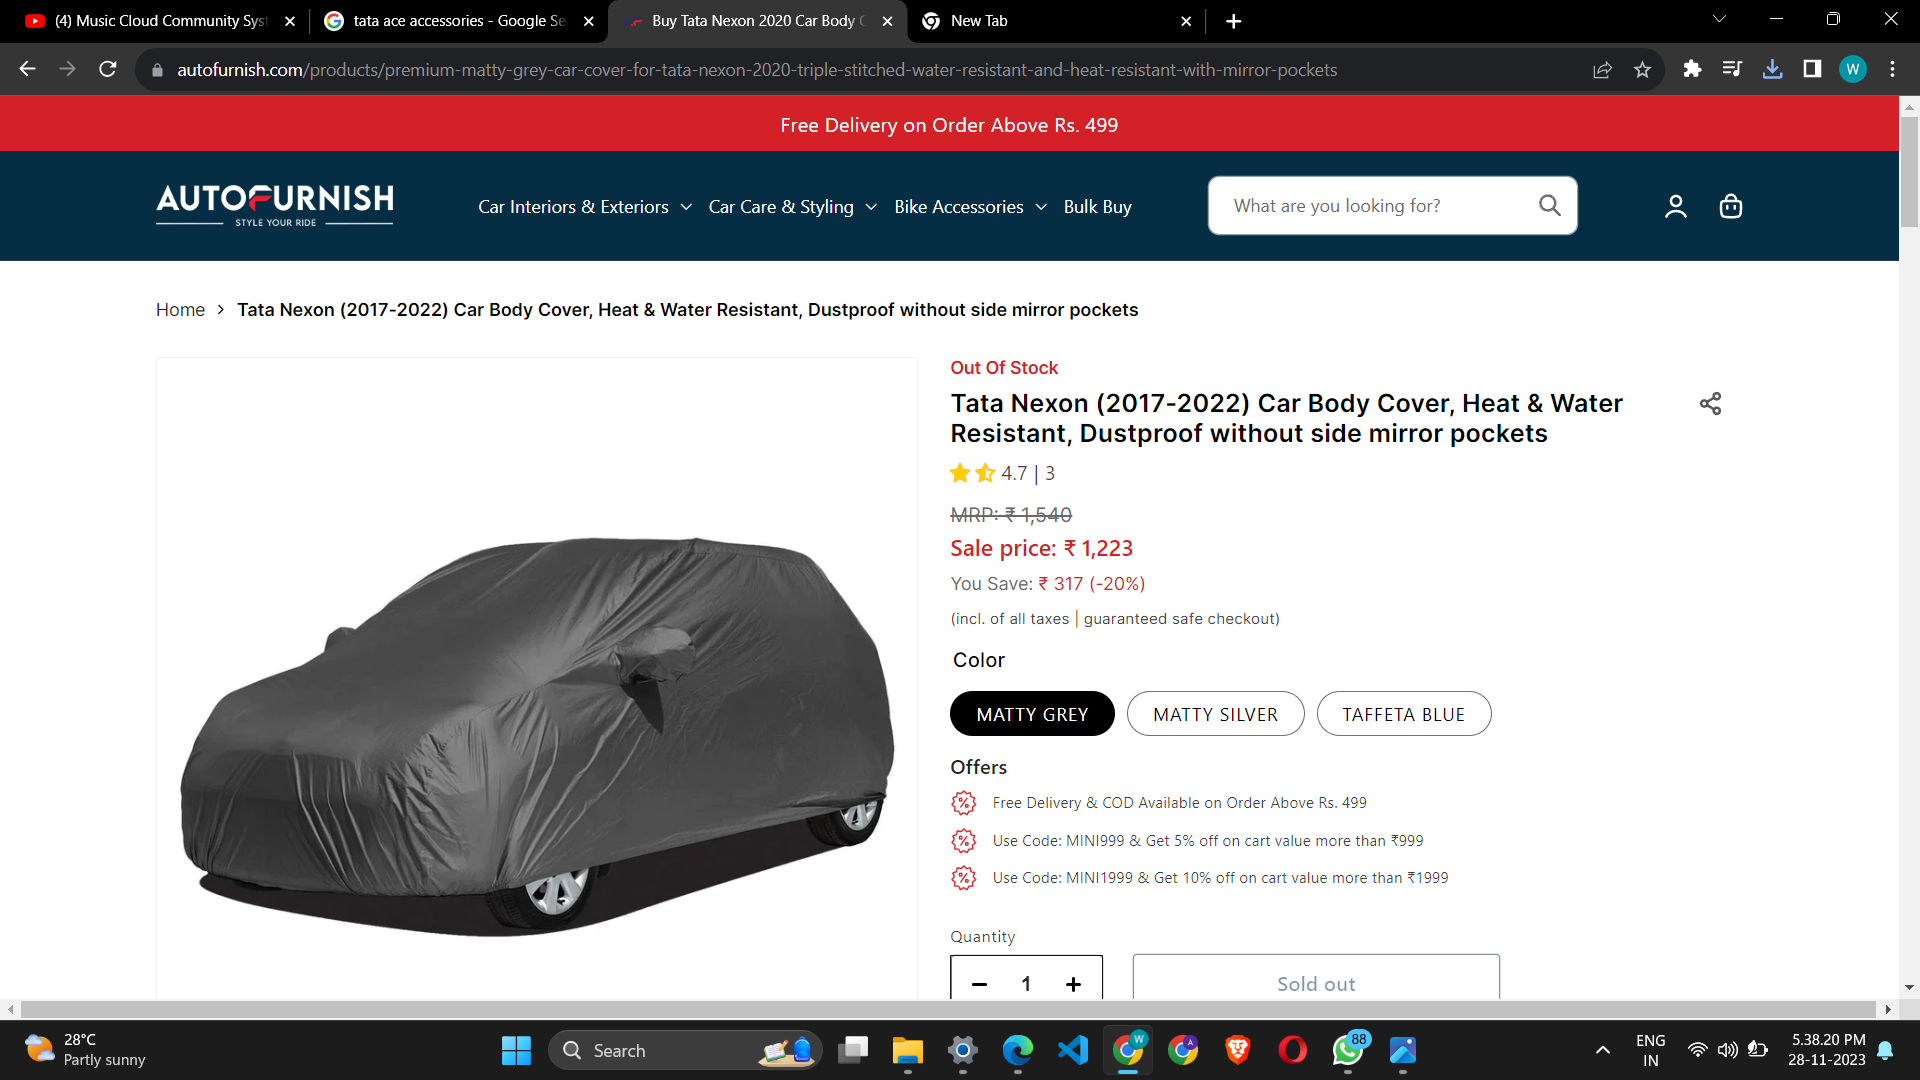 (4) Music Cloud Community Syst
tata ace accessories - Google Se
Buy Tata Nexon 2020 Car Body C
New Tab
autofurnish.com/products/premium-matty-grey-car-cover-for-tata-nexon-2020-triple-stitched-water-resistant-and-heat-resistant-with-mirror-pockets
W
Free Delivery on Order Above Rs. 499
AUTOFURNISH
STYLE YOUR RIDE
Car Interiors & Exteriors
Car Care & Styling
Bike Accessories
Bulk Buy
What are you looking for?
Home > Tata Nexon (2017-2022) Car Body Cover, Heat & Water Resistant, Dustproof without side mirror pockets
Out Of Stock
Tata Nexon (2017-2022) Car Body Cover, Heat & Water
Resistant, Dustproof without side mirror pockets
4.7 | 3
MRP: ₹ 1,540
Sale price: ₹ 1,223
You Save: ₹ 317 (-20%)
(incl. of all taxes | guaranteed safe checkout)
Color
MATTY GREY
MATTY SILVER
TAFFETA BLUE
Offers
Free Delivery & COD Available on Order Above Rs. 499
Use Code: MINI999 & Get 5% off on cart value more than ₹999
Use Code: MINI1999 & Get 10% off on cart value more than ₹1999
Quantity
− 1 +
Sold out
28°C
Partly sunny
Search
W
A
88
ENG
IN
5.38.20 PM
28-11-2023